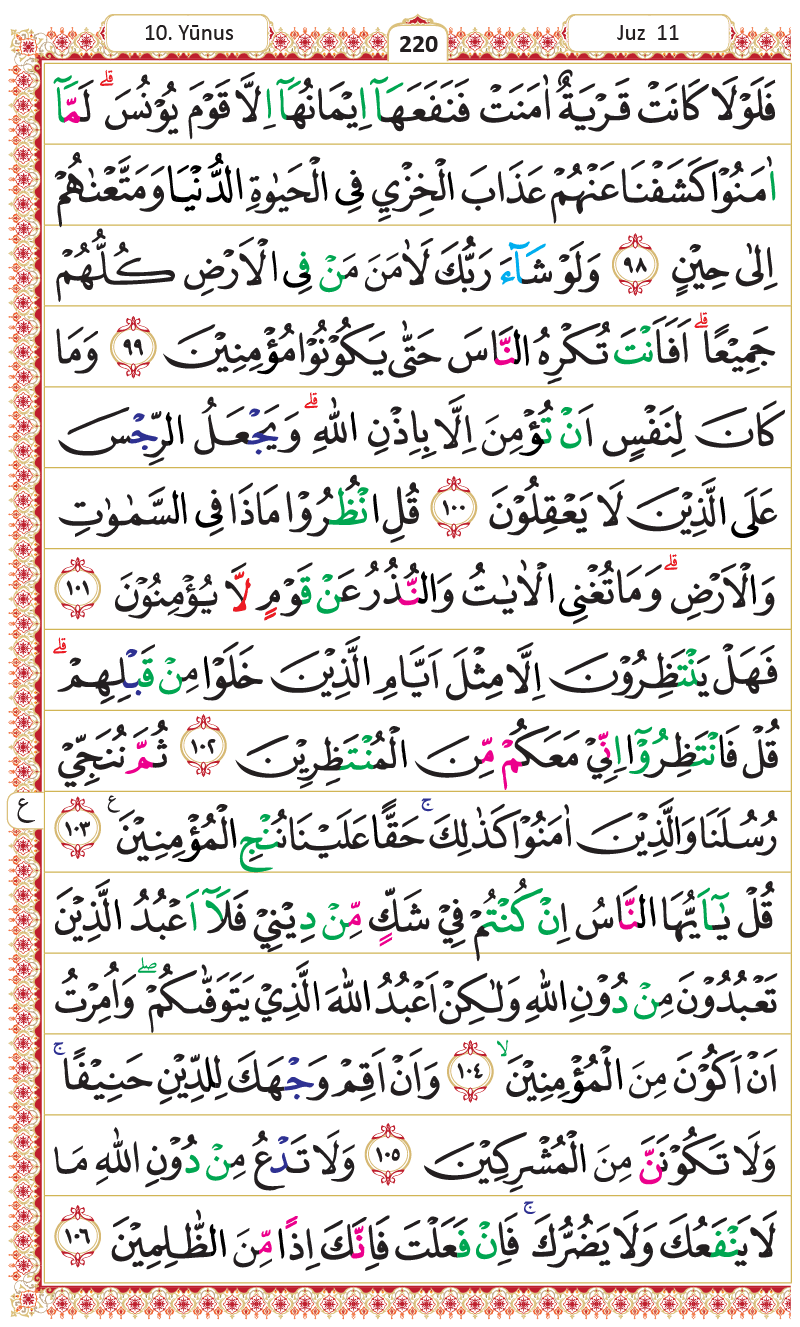 10. Yūnus
220
Juz 11
فَلَوْلَا كَانَتْ قَرْيَةٌ اٰمَنَتْ فَنَفَعَهَآ اِيْمَانُهَآ اِلَّا قَوْمَ يُوْنُسَ ۗ لَمَّآ
اٰمَنُوْا كَشَفْنَا عَنْهُمْ عَذَابَ الْخِزْيِ فِى الْحَيٰوةِ الدُّنْيَا وَمَتَّعْنٰهُمْ
اِلٰى حِيْنٍ ٩٨ وَلَوْ شَاۤءَ رَبُّكَ لَاٰمَنَ مَنْ فِى الْاَرْضِ كُلُّهُمْ
جَمِيْعًا ۗ اَفَاَنْتَ تُكْرِهُ النَّاسَ حَتّٰى يَكُوْنُوْا مُؤْمِنِيْنَ ٩٩ وَمَا
كَانَ لِنَفْسٍ اَنْ تُؤْمِنَ اِلَّا بِاِذْنِ اللّٰهِ ۗ وَيَجْعَلُ الرِّجْسَ
عَلَى الَّذِيْنَ لَا يَعْقِلُوْنَ ١٠٠ قُلِ انْظُرُوْا مَاذَا فِى السَّمٰوٰتِ
وَالْاَرْضِ ۗ وَمَا تُغْنِى الْاٰيٰتُ وَالنُّذُرُ عَنْ قَوْمٍ لَّا يُؤْمِنُوْنَ ١٠١
فَهَلْ يَنْتَظِرُوْنَ اِلَّا مِثْلَ اَيَّامِ الَّذِيْنَ خَلَوْا مِنْ قَبْلِهِمْ ۗ
قُلْ فَانْتَظِرُوْٓا اِنِّيْ مَعَكُمْ مِّنَ الْمُنْتَظِرِيْنَ ١٠٢ ثُمَّ نُنَجِّيْ
رُسُلَنَا وَالَّذِيْنَ اٰمَنُوْا كَذٰلِكَ ۚ حَقًّا عَلَيْنَا نُنْجِ الْمُؤْمِنِيْنَ ع ١٠٣
ع
قُلْ يٰٓاَيُّهَا النَّاسُ اِنْ كُنْتُمْ فِيْ شَكٍّ مِّنْ دِيْنِيْ فَلَآ اَعْبُدُ الَّذِيْنَ
تَعْبُدُوْنَ مِنْ دُوْنِ اللّٰهِ وَلٰكِنْ اَعْبُدُ اللّٰهَ الَّذِيْ يَتَوَفّٰىكُمْ ۖ وَاُمِرْتُ
اَنْ اَكُوْنَ مِنَ الْمُؤْمِنِيْنَ ۙ ١٠٤ وَاَنْ اَقِمْ وَجْهَكَ لِلدِّيْنِ حَنِيْفًا ۚ
وَلَا تَكُوْنَنَّ مِنَ الْمُشْرِكِيْنَ ١٠٥ وَلَا تَدْعُ مِنْ دُوْنِ اللّٰهِ مَا
لَا يَنْفَعُكَ وَلَا يَضُرُّكَ ۚ فَاِنْ فَعَلْتَ فَاِنَّكَ اِذًا مِّنَ الظّٰلِمِيْنَ ١٠٦